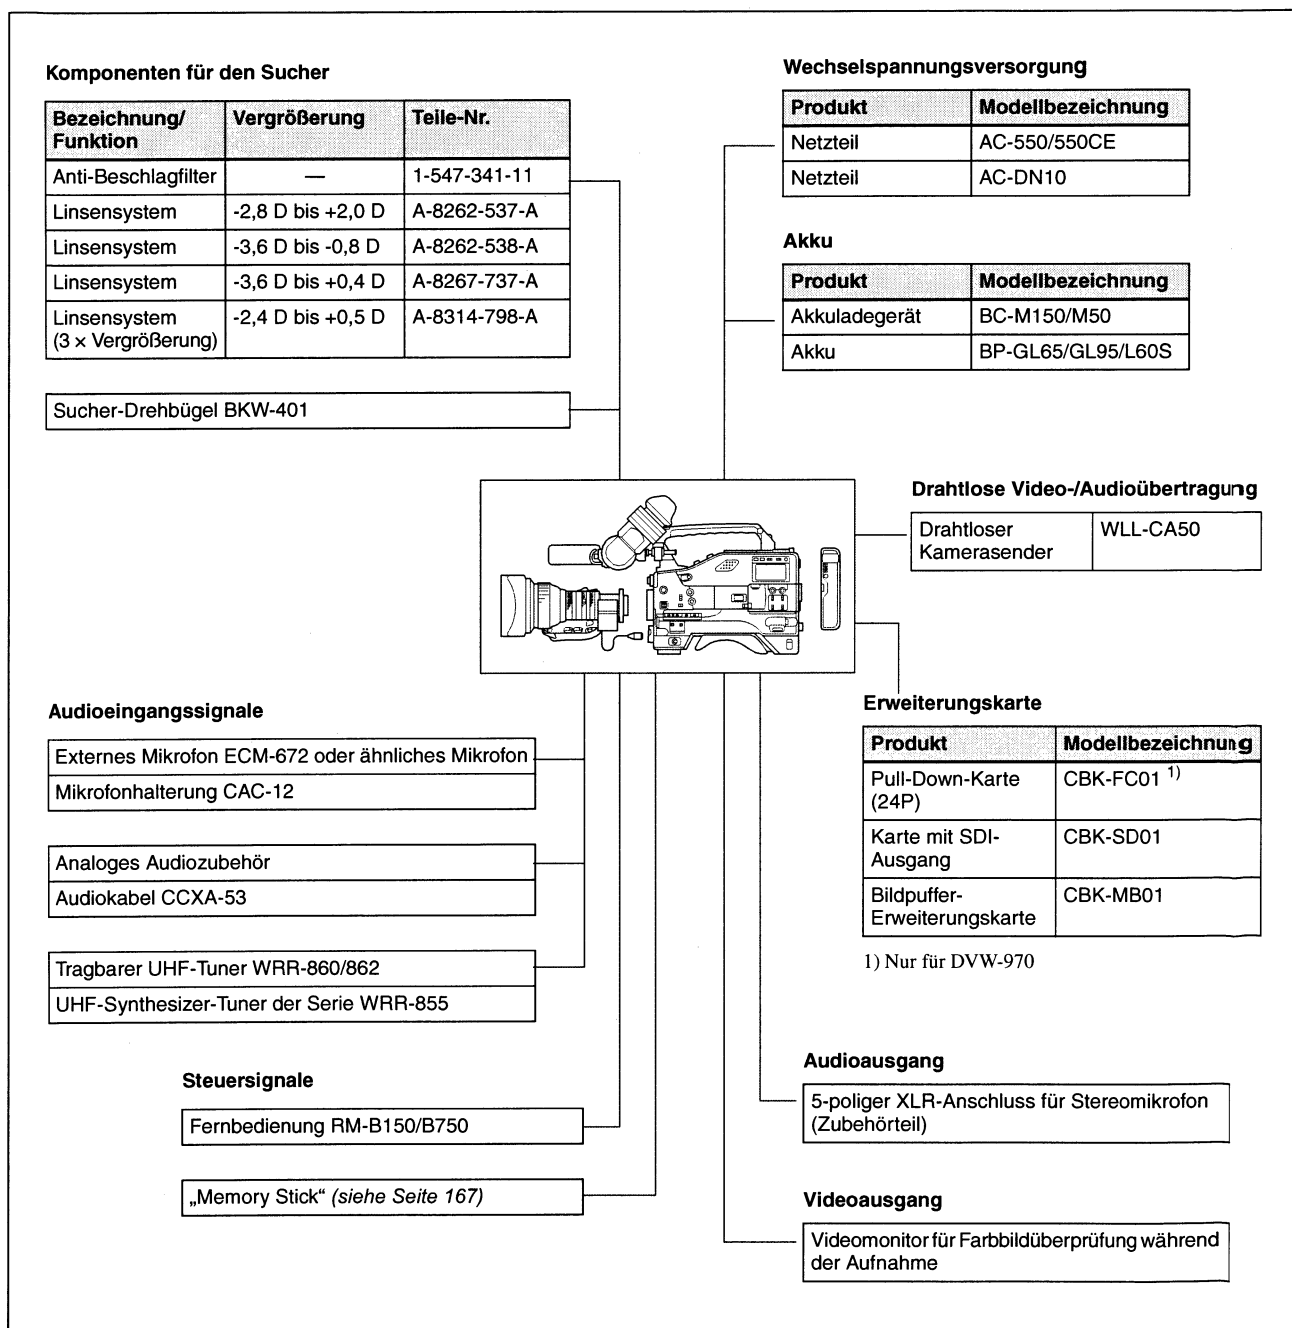 Komponenten für den Sucher
Bezeichnung/ Vergrößerung Teile-Nr.
Funktion
Anti-Beschlagfilter — 1-547-341-11
Linsensystem -2,8 D bis +2,0 D A-8262-537-A
Linsensystem -3,6 D bis -0,8 D A-8262-538-A
Linsensystem -3,6 D bis +0,4 D A-8267-737-A
Linsensystem -2,4 D bis +0,5 D A-8314-798-A
(3 × Vergrößerung)
Sucher-Drehbügel BKW-401
Wechselspannungsversorgung
Produkt Modellbezeichnung
Netzteil AC-550/550CE
Netzteil AC-DN10
Akku
Produkt Modellbezeichnung
Akkuladegerät BC-M150/M50
Akku BP-GL65/GL95/L60S
Drahtlose Video-/Audioübertragung
Drahtloser WLL-CA50
Kamerasender
Audioeingangssignale
Externes Mikrofon ECM-672 oder ähnliches Mikrofon
Mikrofonhalterung CAC-12
Analoges Audiozubehör
Audiokabel CCXA-53
Tragbarer UHF-Tuner WRR-860/862
UHF-Synthesizer-Tuner der Serie WRR-855
Erweiterungskarte
Produkt Modellbezeichnung
Pull-Down-Karte CBK-FC01 1)
(24P)
Karte mit SDI- CBK-SD01
Ausgang
Bildpuffer- CBK-MB01
Erweiterungskarte
1) Nur für DVW-970
Steuersignale
Fernbedienung RM-B150/B750
„Memory Stick“ (siehe Seite 167)
Audioausgang
5-poliger XLR-Anschluss für Stereomikrofon
(Zubehörteil)
Videoausgang
Videomonitor für Farbbildüberprüfung während
der Aufnahme